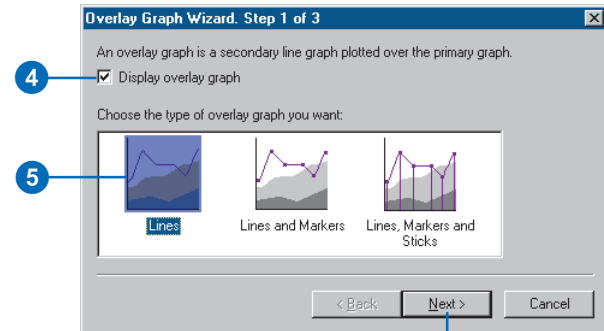 Overlay Graph Wizard. Step 1 of 3
An overlay graph is a secondary line graph plotted over the primary graph.
4
Display overlay graph
Choose the type of overlay graph you want:
5
Lines
Lines and Markers
Lines, Markers and
Sticks
< Back
Next >
Cancel